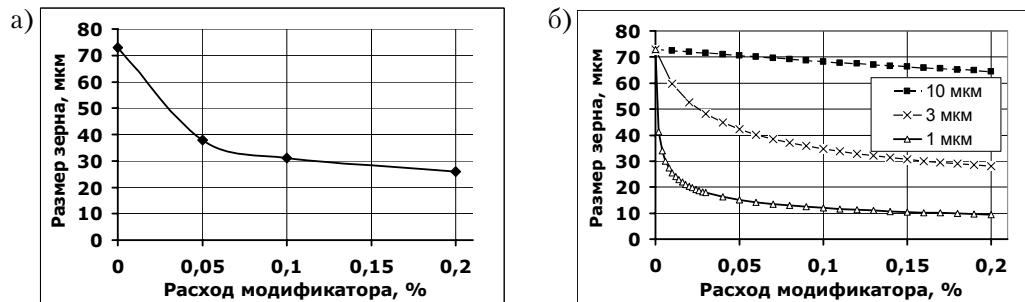 а)
Размер зерна, мкм
80
70
60
50
40
30
20
10
0
0 0,05 0,1 0,15 0,2
Расход модификатора, %
б)
Размер зерна, мкм
80
70
60
50
40
30
20
10
0
10 мкм
3 мкм
1 мкм
0 0,05 0,1 0,15 0,2
Расход модификатора, %